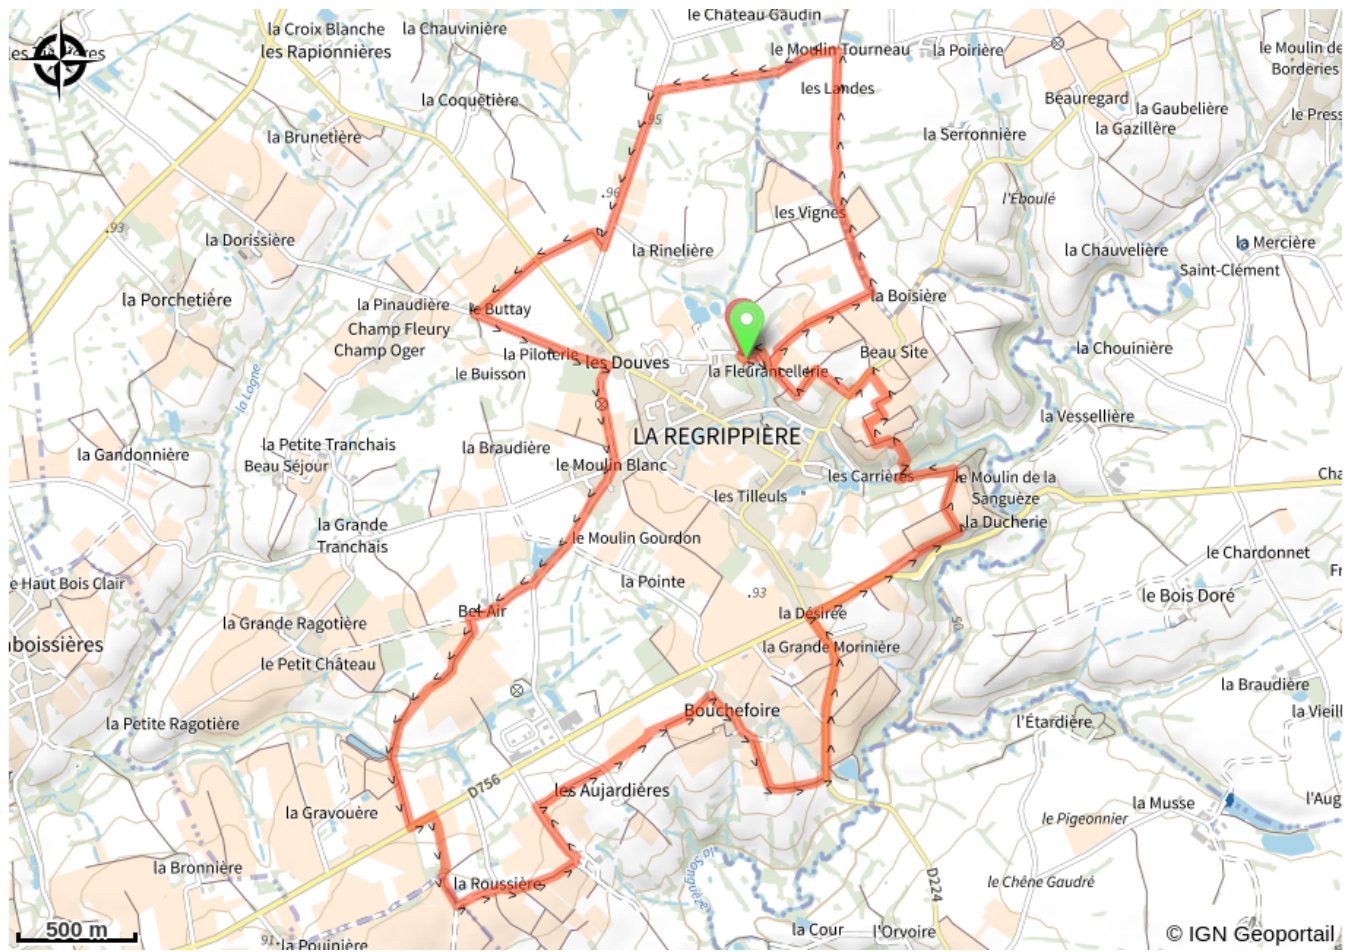 le Château Gaudin
la Croix Blanche
la Chauvinière
les Rapionnières
le Moulin Tourneau
la Poirière
le Moulin de
Borderies
les Landes
la Coquetière
Beauregard
la Gaubelière
la Gazillère
le Press
95
la Brunetière
la Serronnière
.96
l'Éboulé
les Vignes
.93
la Dorissière
la Rinelière
la Chauvelière
la Mercière
Saint-Clément
la Porchetière
la Pinaudière
le Buttay
la Boisière
Champ Fleury
Champ Oger
la Piloterie
les Douves
Beau Site
la Chouinière
le Buisson
la Fleurancellerie
la Logne
la Vessellière
LA REGRIPPIÈRE
la Petite Tranchais
la Braudière
la Gandonnière
Beau Séjour
le Moulin Blanc
les Carrières
le Moulin de la
Sanguèze
Cha
les Tilleuls
la Grande
Tranchais
la Ducherie
le Moulin Gourdon
le Chardonnet
e Haut Bois Clair
la Pointe
Fr
.93
le Bois Doré
Bel-Air
la Désirée
la Grande Ragotière
50
boissières
la Grande Morinière
le Petit Château
la Braudière
la Petite Ragotière
Bouchefoire
l'Étardière
la Vieill
D756
les Aujardières
la Gravouère
la Musse
l'Aug
le Pigeonnier
la Bronnière
la Sanguèze
la Roussière
D224
le Chêne Gaudré
500 m
91
la Pouinière
la Cour
l'Orvoire
© IGN Geoportail